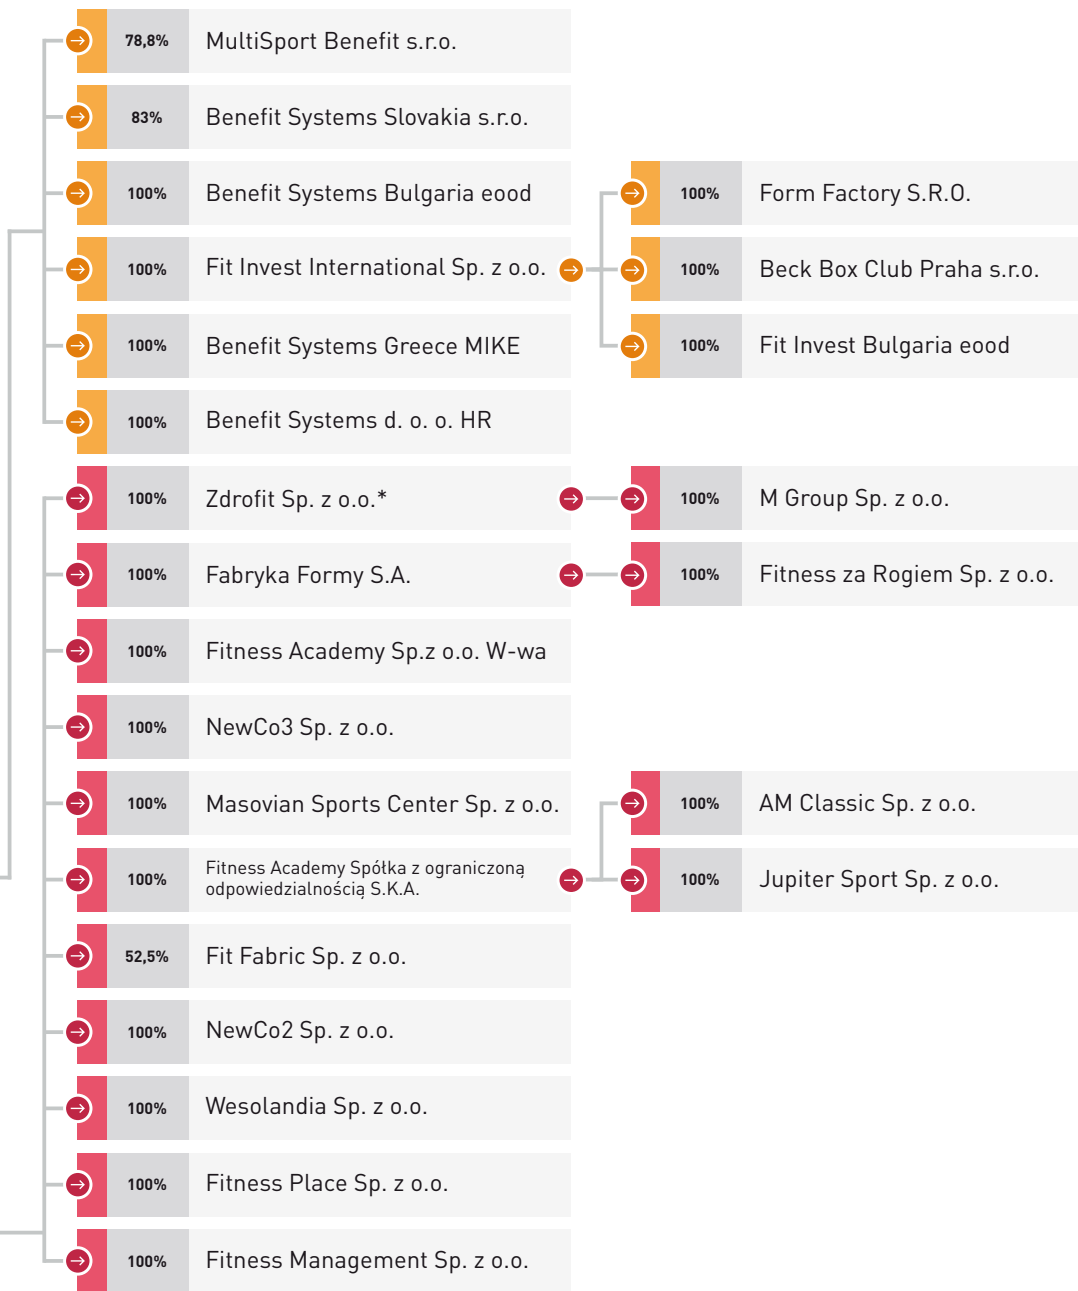 78,8% MultiSport Benefit s.r.o.
83% Benefit Systems Slovakia s.r.o.
100% Benefit Systems Bulgaria eood
100% Form Factory S.R.O.
100% Fit Invest International Sp. z o.o.
100% Beck Box Club Praha s.r.o.
100% Benefit Systems Greece MIKE
100% Fit Invest Bulgaria eood
100% Benefit Systems d. o. o. HR
100% Zdrofit Sp. z o.o.*
100% M Group Sp. z o.o.
100% Fabryka Formy S.A.
100% Fitness za Rogiem Sp. z o.o.
100% Fitness Academy Sp.z o.o. W-wa
100% NewCo3 Sp. z o.o.
100% Masovian Sports Center Sp. z o.o.
100% AM Classic Sp. z o.o.
100% Fitness Academy Spółka z ograniczoną
odpowiedzialnością S.K.A.
100% Jupiter Sport Sp. z o.o.
52,5% Fit Fabric Sp. z o.o.
100% NewCo2 Sp. z o.o.
100% Wesolandia Sp. z o.o.
100% Fitness Place Sp. z o.o.
100% Fitness Management Sp. z o.o.